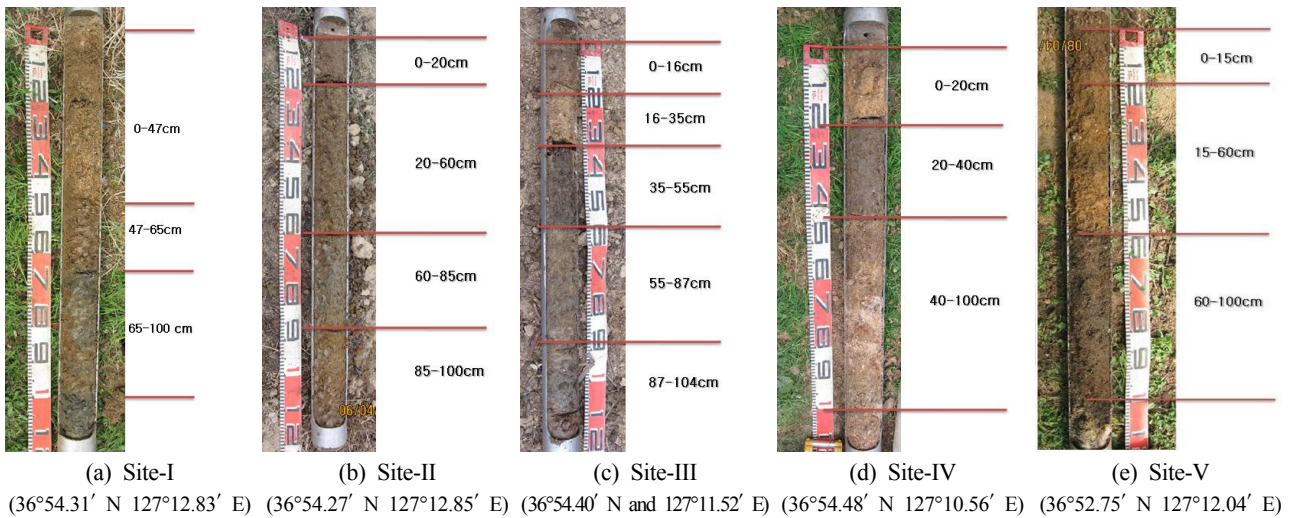 0-47cm
47-65cm
65-100 cm
0-20cm
20-60cm
60-85cm
85-100cm
06/04
0-16cm
16-35cm
35-55cm
55-87cm
87-104cm
0-20cm
20-40cm
40-100cm
08/04/
0-15cm
15-60cm
60-100cm
(a) Site-I
(b) Site-II
(c) Site-III
(d) Site-IV
(e) Site-V
(36°54.31′ N 127°12.83′ E)
(36°54.27′ N 127°12.85′ E)
(36°54.40′ N and 127°11.52′ E)
(36°54.48′ N 127°10.56′ E)
(36°52.75′ N 127°12.04′ E)